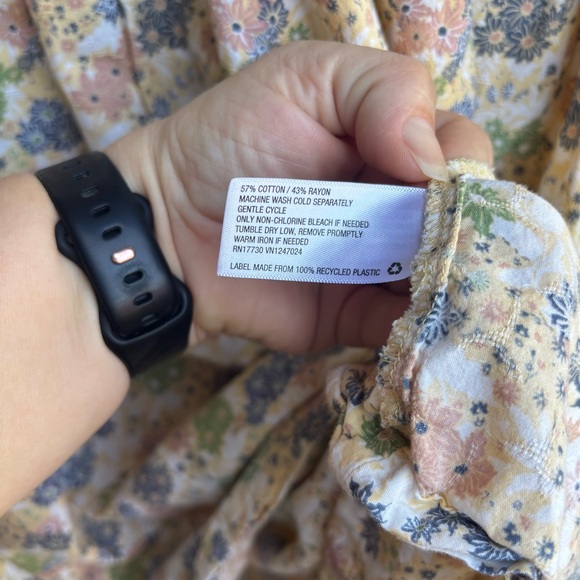 57% COTTON / 43% RAYON
MACHINE WASH COLD SEPARATELY
GENTLE CYCLE
ONLY NON-CHLORINE BLEACH IF NEEDED
TUMBLE DRY LOW, REMOVE PROMPTLY
WARM IRON IF NEEDED
RN17730 VN1247024
LABEL MADE FROM 100% RECYCLED PLASTIC